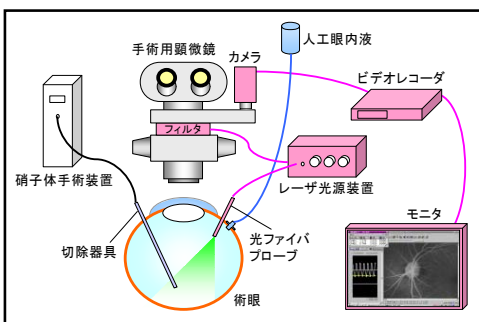 人工眼内液
手術用顕微鏡
カメラ
ビデオレコーダ
フィルタ
硝子体手術装置
レーザ光源装置
モニタ
切除器具
光ファイバ
プローブ
術眼